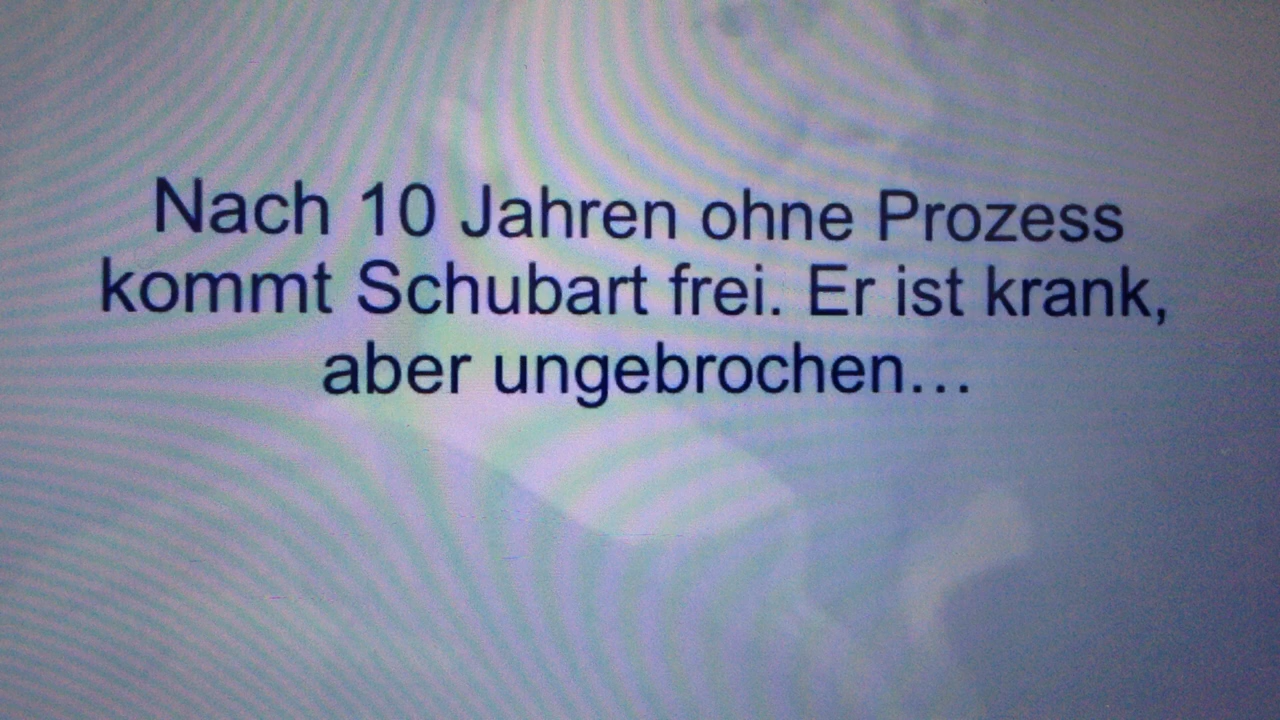 Nach 10 Jahren ohne Prozess
kommt Schubart frei. Er ist krank,
aber ungebrochen…